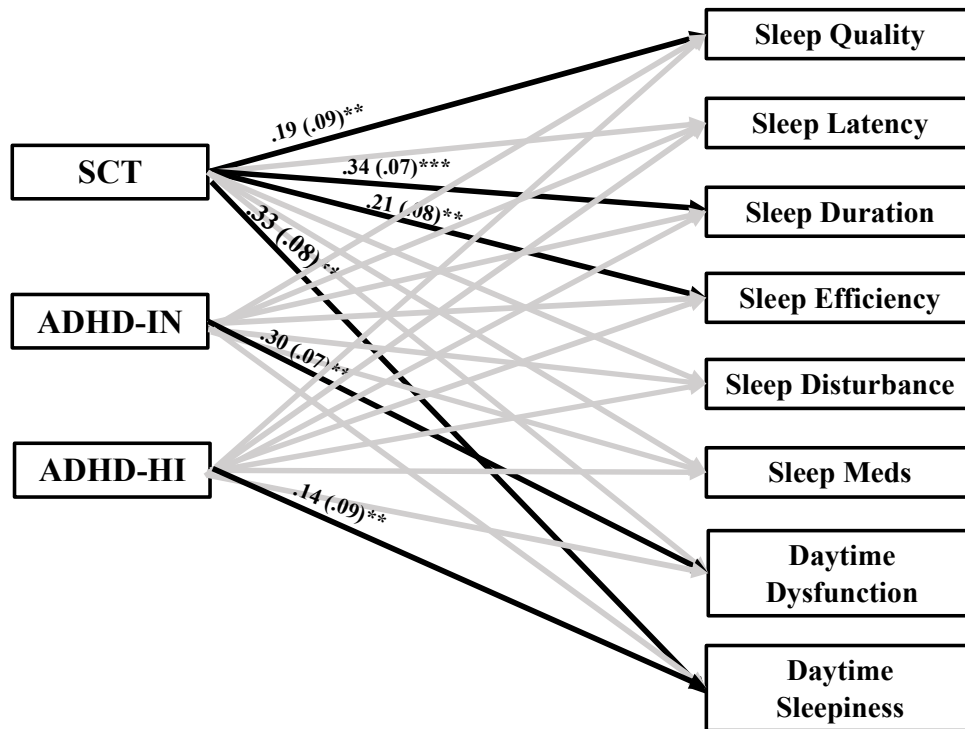 Sleep Quality
.19 (.09)**
Sleep Latency
SCT
.34 (.07)***
.21 (.08)**
Sleep Duration
.33 (.08)**
Sleep Efficiency
ADHD-IN
.30 (.07)**
Sleep Disturbance
ADHD-HI
Sleep Meds
.14 (.09)**
Daytime
Dysfunction
Daytime
Sleepiness